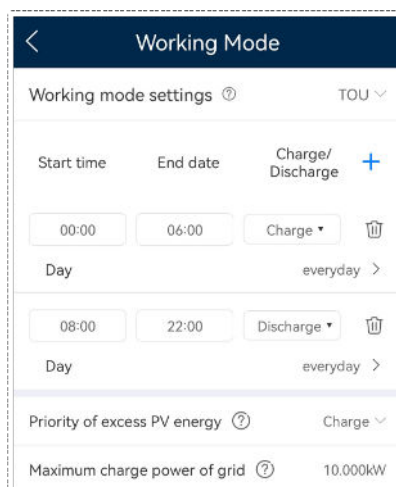 Working Mode
Working mode settings ? TOU
Start time End date Charge/
Discharge +
00:00 06:00 Charge
Day everyday >
08:00 22:00 Discharge
Day everyday >
Priority of excess PV energy ? Charge
Maximum charge power of grid ? 10.000kW